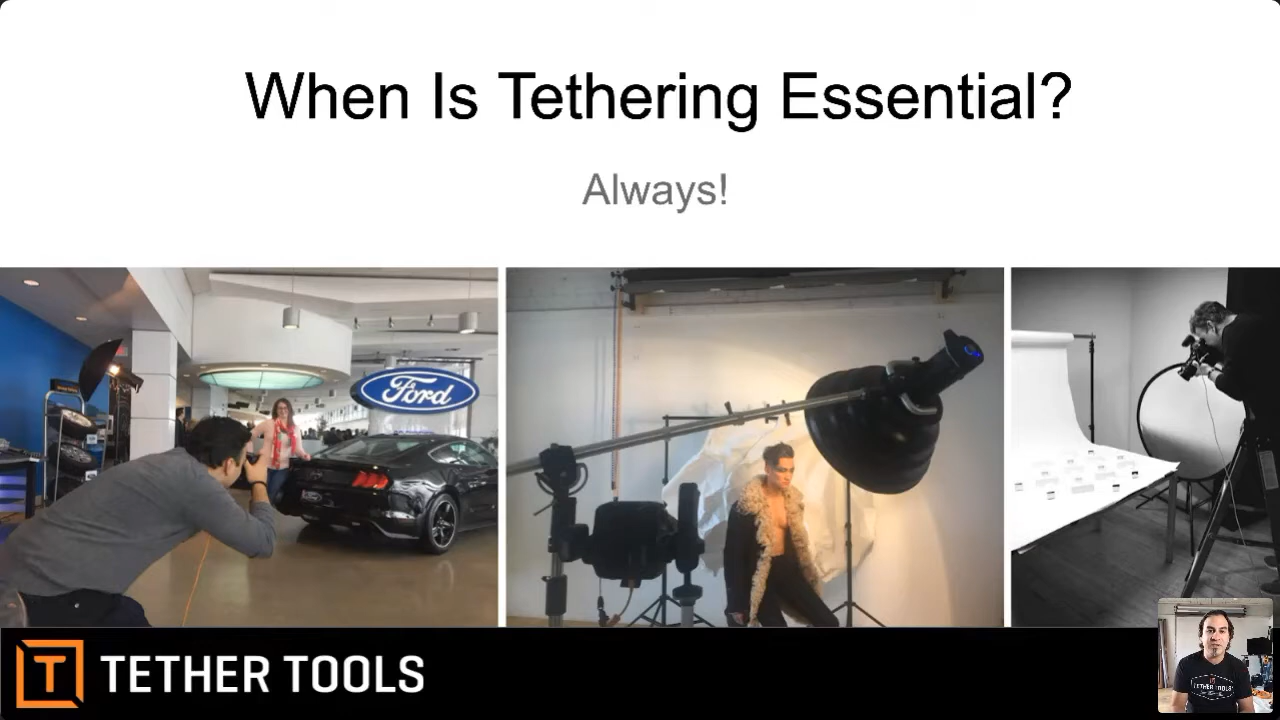 When Is Tethering Essential?
Always!
Ford
TETHER TOOLS
TETHER TOOLS